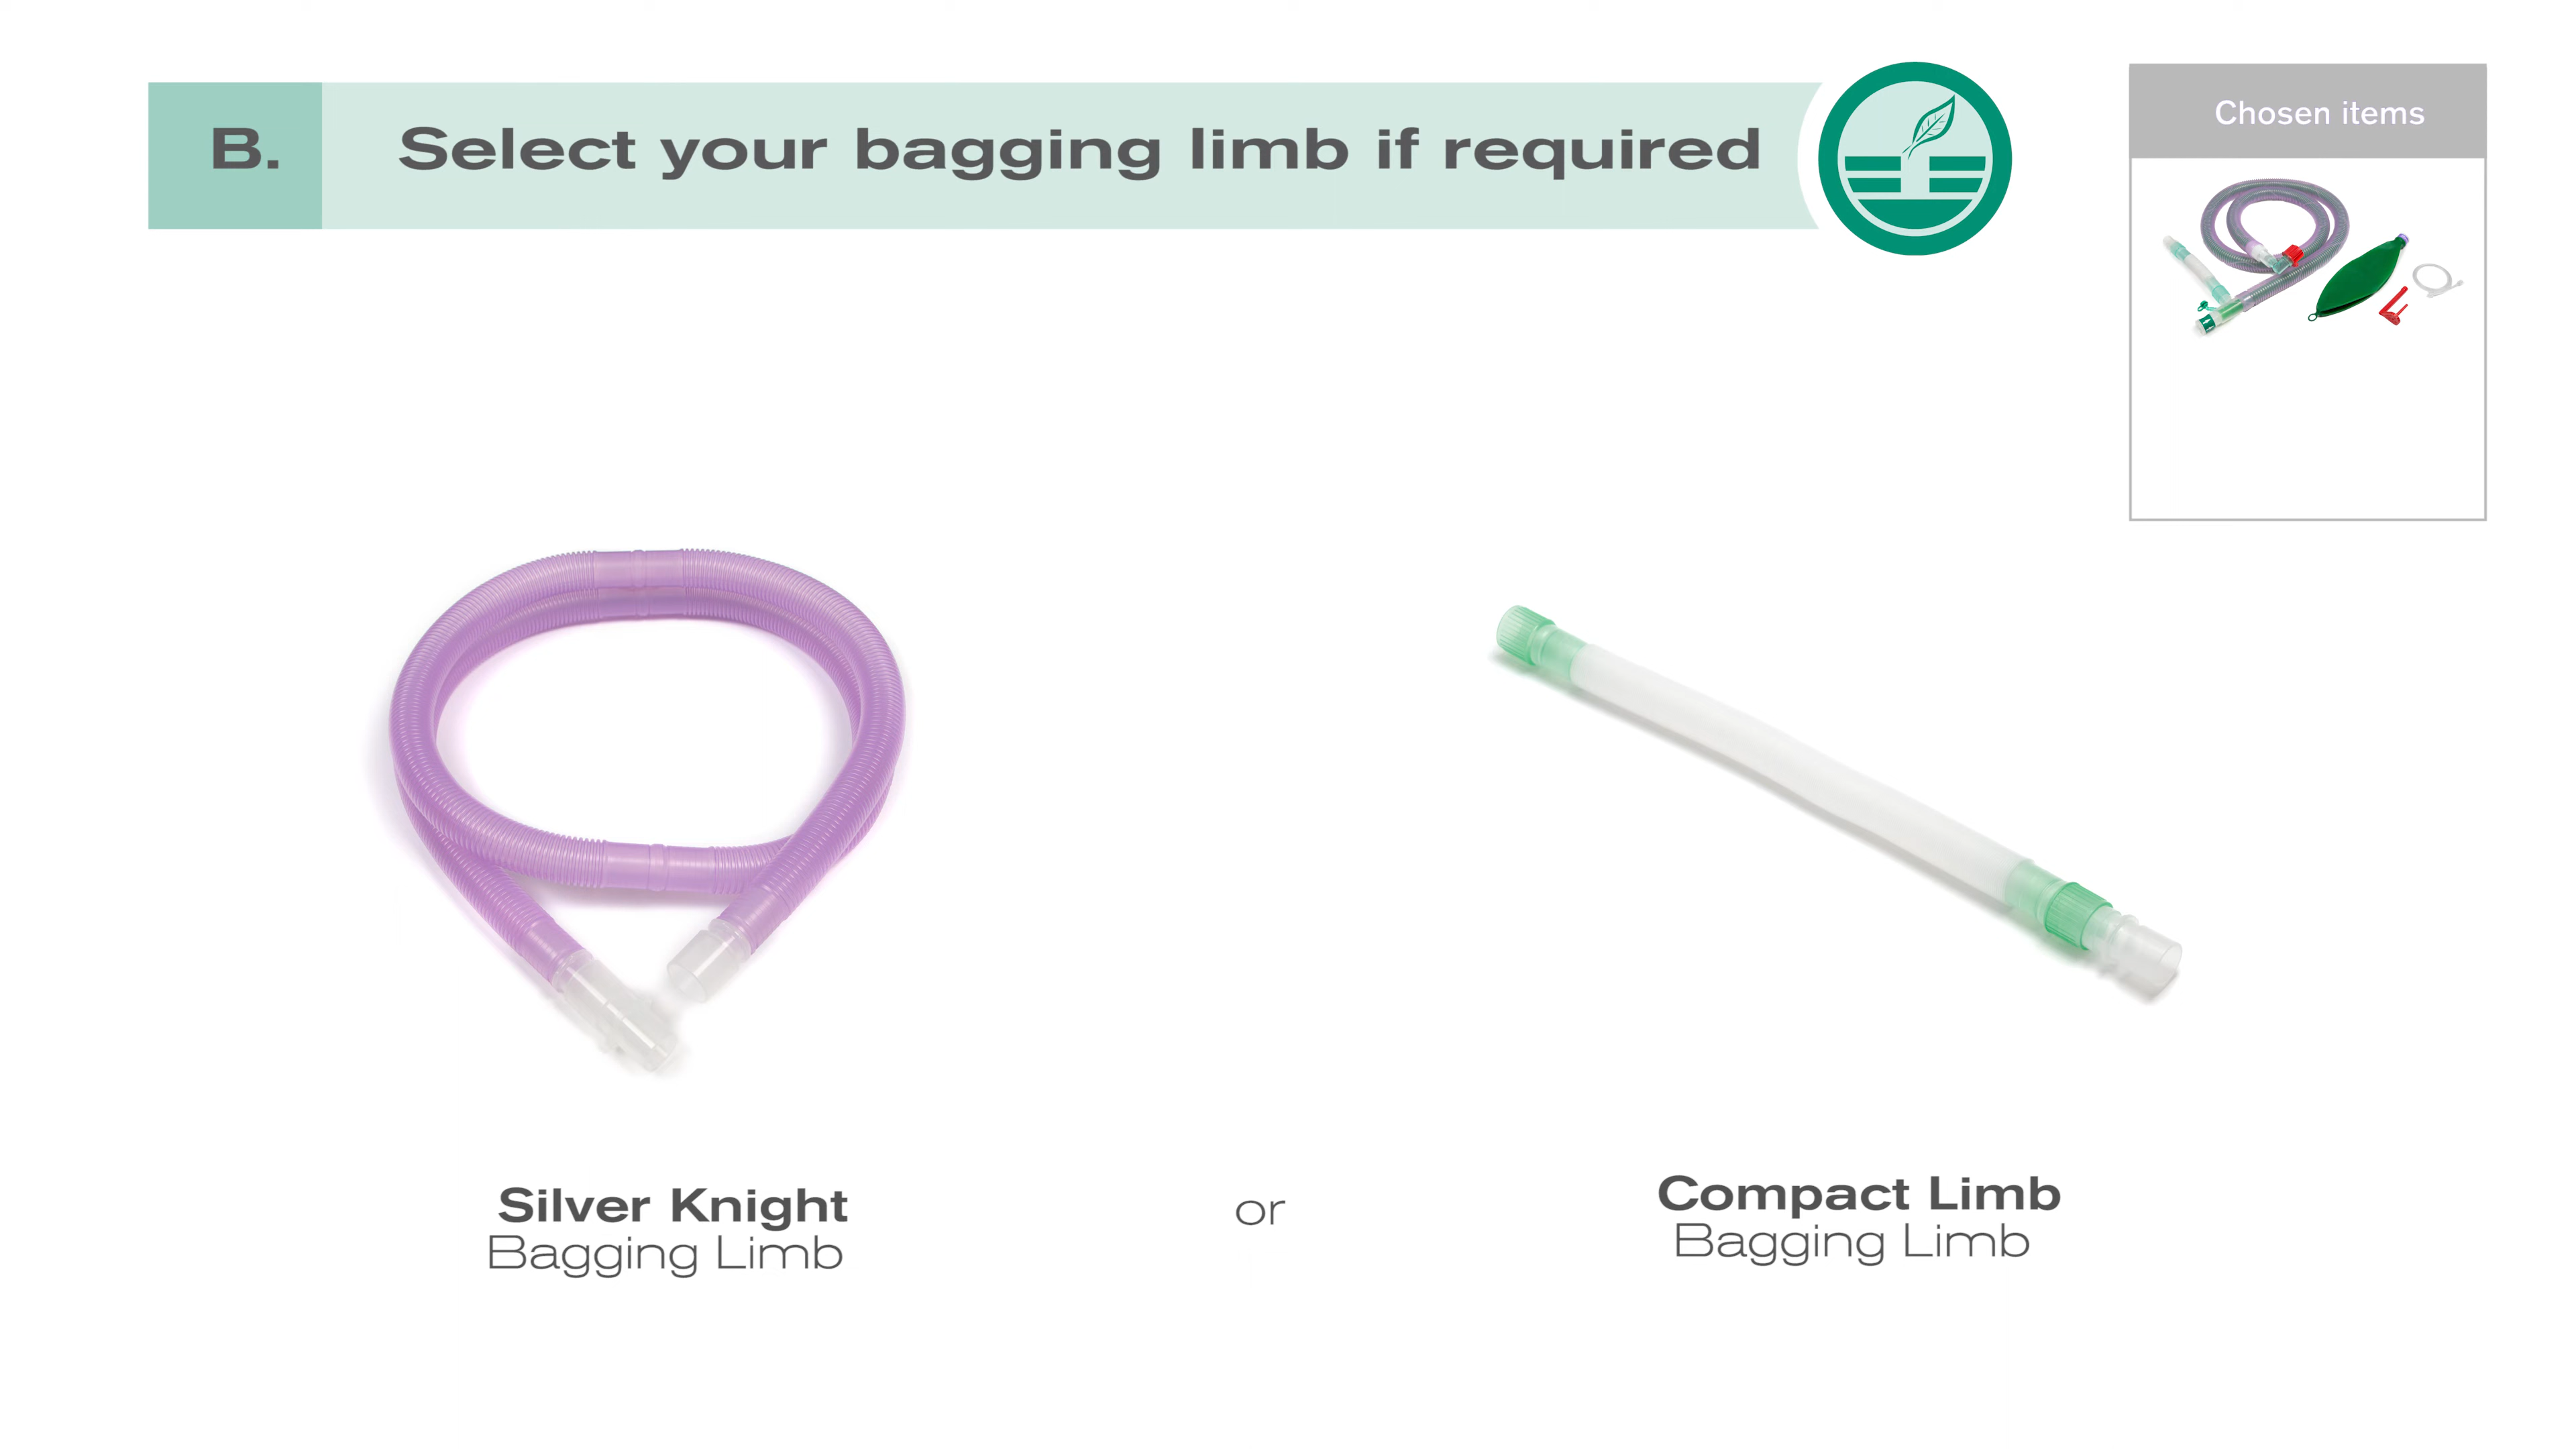 B.
Select your bagging limb if required
Chosen items
Silver Knight
Bagging Limb
or
Compact Limb
Bagging Limb